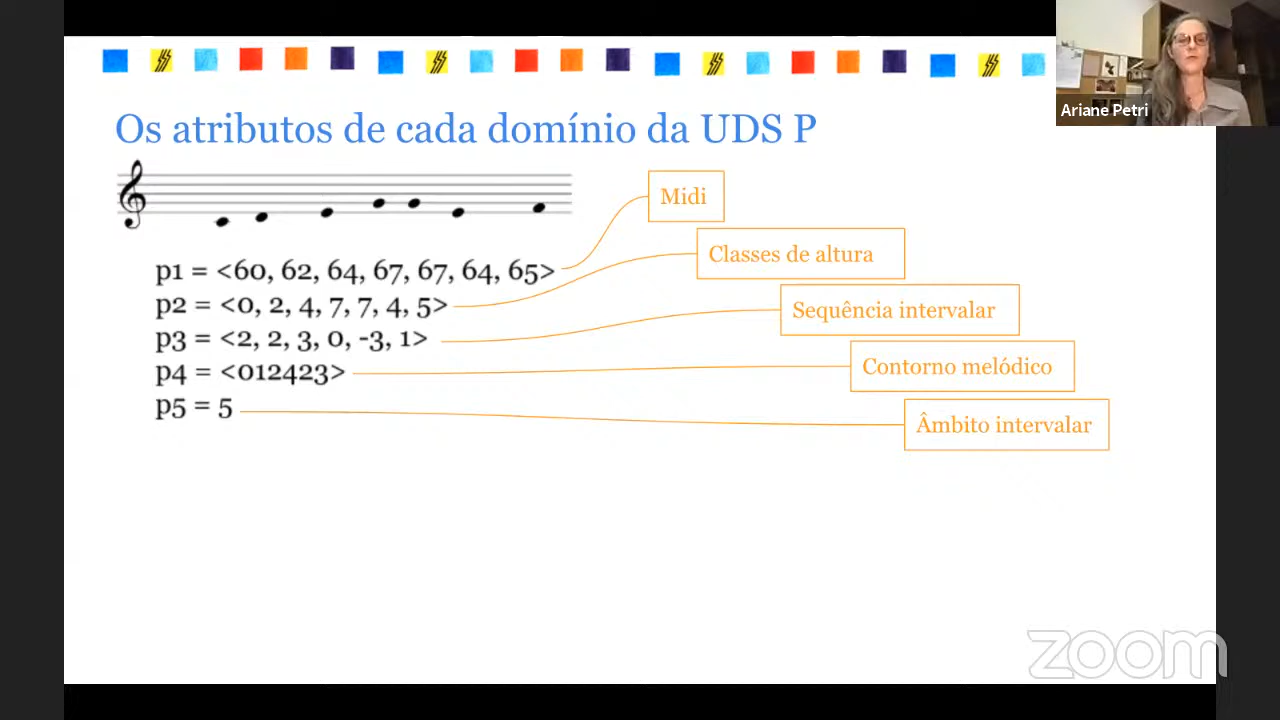 Ariane Petri
Os atributos de cada domínio da UDS P
Midi
Classes de altura
p1 = <60, 62, 64, 67, 67, 64, 65>
p2 = <0, 2, 4, 7, 7, 4, 5>
Sequência intervalar
p3 = <2, 2, 3, 0, -3, 1>
Contorno melódico
p4 = <012423>
p5 = 5
Âmbito intervalar
zoom